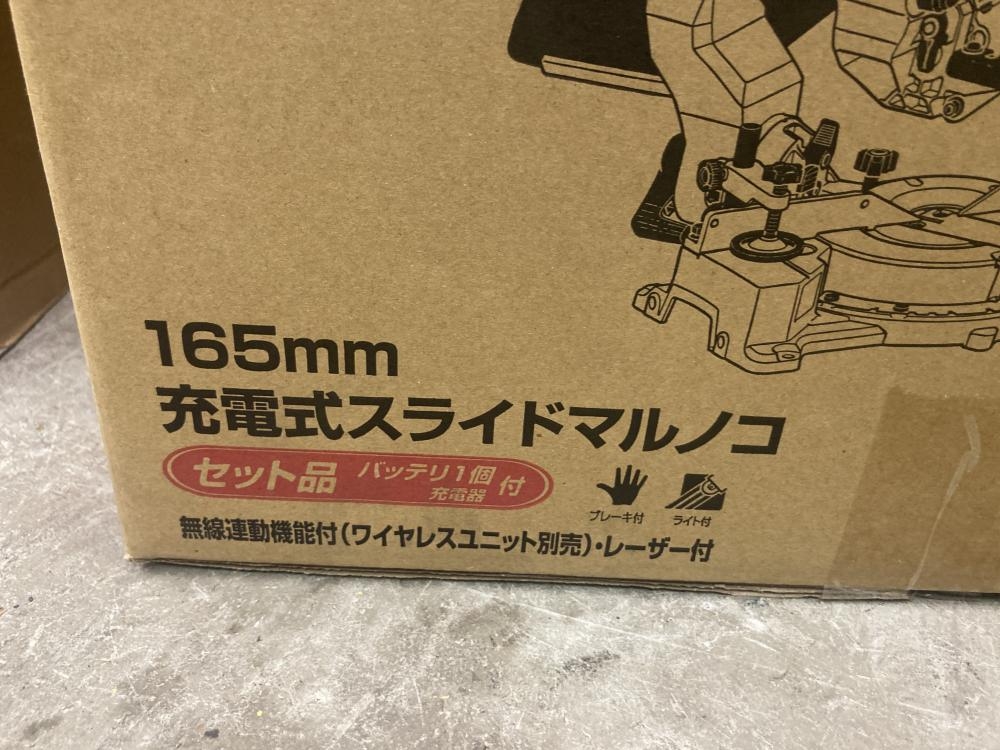 165mm
充電式スライドマルノコ
セット品 バッテリ1個 充電器 付
ブレーキ付 ライト付
無線連動機能付(ワイヤレスユニット別売)・レーザー付